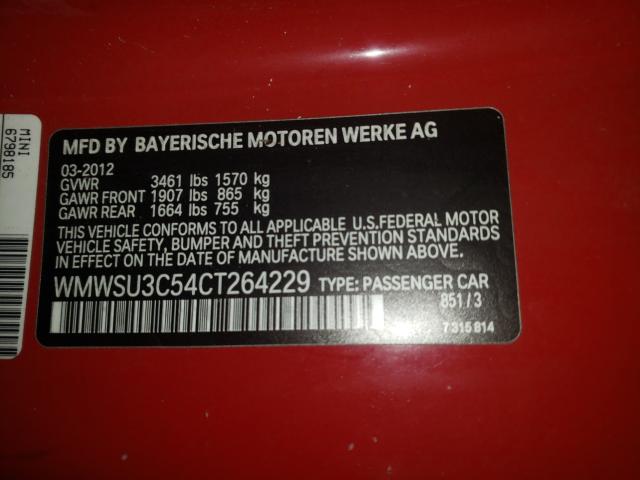 MFD BY BAYERISCHE MOTOREN WERKE AG
03-2012
GVWR 3461 lbs 1570 kg
GAWR FRONT 1907 lbs 865 kg
GAWR REAR 1664 lbs 755 kg
THIS VEHICLE CONFORMS TO ALL APPLICABLE U.S.FEDERAL MOTOR
VEHICLE SAFETY, BUMPER AND THEFT PREVENTION STANDARDS
IN EFFECT ON THE DATE OF MANUFACTURE SHOWN ABOVE.
WMWSU3C54CT264229 TYPE: PASSENGER CAR
851 / 3
7 315 814
MINI
6798185